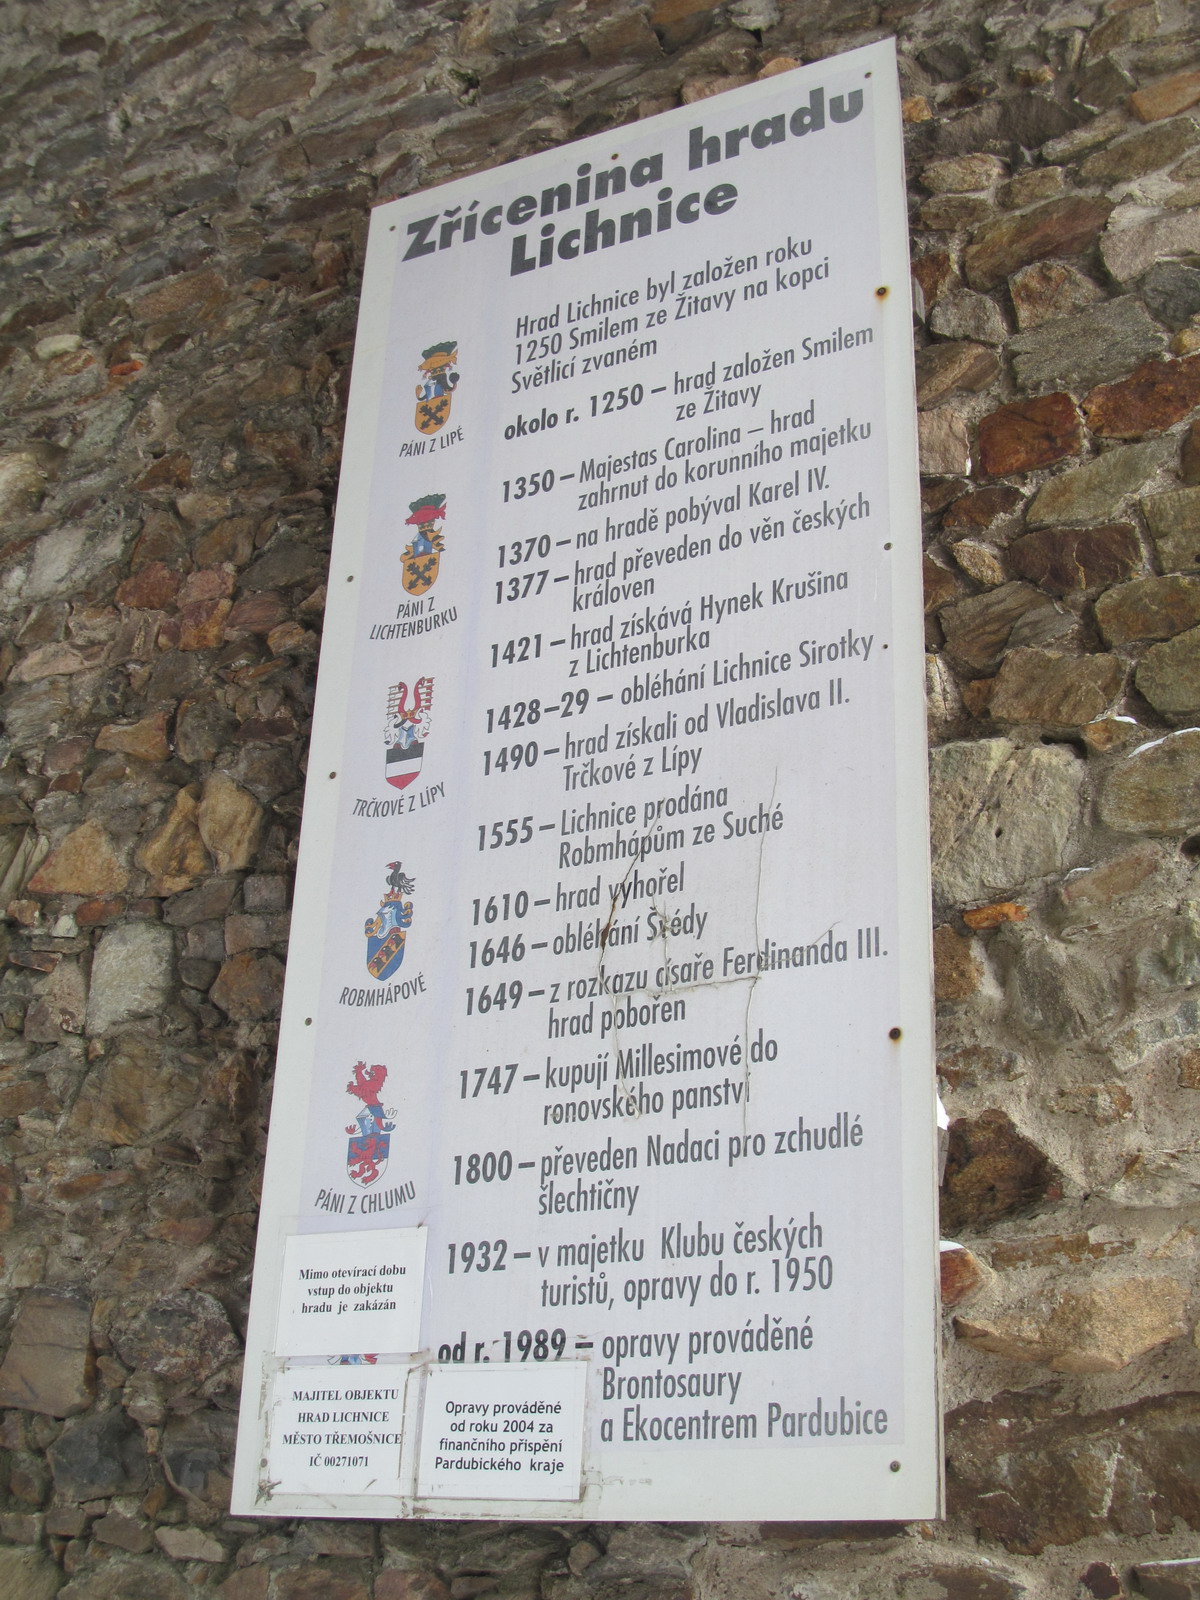 Zřícenina hradu
Lichnice
Hrad Lichnice byl založen roku
1250 Smilem ze Žitavy na kopci
Světlicí zvaném
okolo r. 1250 – hrad založen Smilem
ze Žitavy
1350 – Majestas Carolina – hrad
zahrnut do korunního majetku
1370 – na hradě pobýval Karel IV.
1377 – hrad převeden do věn českých
královen
1421 – hrad získává Hynek Krušina
z Lichtenburka
1428–29 – obléhání Lichnice Sirotky
1490 – hrad získali od Vladislava II.
Trčkové z Lípy
1555 – Lichnice prodána
Robmhápům ze Suché
1610 – hrad vyhořel
1646 – obléhání Švédy
1649 – z rozkazu císaře Ferdinanda III.
hrad pobořen
1747 – kupují Millesimové do
ronovského panství
1800 – převeden Nadaci pro zchudlé
šlechtičny
1932 – v majetku Klubu českých
turistů, opravy do r. 1950
od r. 1989 – opravy prováděné
Brontosaury
a Ekocentrem Pardubice
PÁNI Z LIPÉ
PÁNI Z
LICHTENBURKU
TRČKOVÉ Z LÍPY
ROBMHÁPOVÉ
PÁNI Z CHLUMU
Mimo otevírací dobu
vstup do objektu
hradu je zakázán
MAJITEL OBJEKTU
HRAD LICHNICE
MĚSTO TŘEMOŠNICE
IČ 00271071
Opravy prováděné
od roku 2004 za
finančního přispění
Pardubického kraje